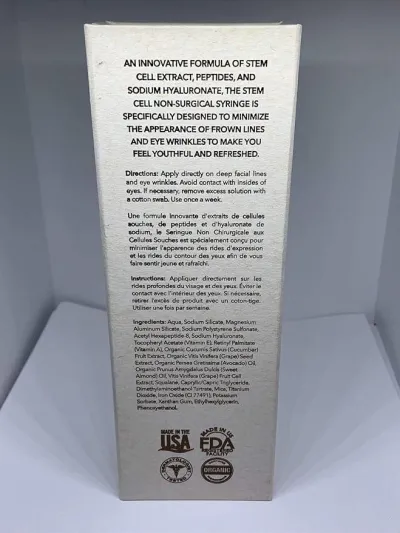 AN INNOVATIVE FORMULA OF STEM
CELL EXTRACT, PEPTIDES, AND
SODIUM HYALURONATE, THE STEM
CELL NON-SURGICAL SYRINGE IS
SPECIFICALLY DESIGNED TO MINIMIZE
THE APPEARANCE OF FROWN LINES
AND EYE WRINKLES TO MAKE YOU
FEEL YOUTHFUL AND REFRESHED.
Directions: Apply directly on deep facial lines
and eye wrinkles. Avoid contact with insides of
eyes. If necessary, remove excess solution with
a cotton swab. Use once a week.
Une formule innovante d'extraits de cellules
souches, de peptides et d'hyaluronate de
sodium, le Seringue Non Chirurgicale aux
Cellules Souches est spécialement conçu pour
minimiser l'apparence des rides d'expression
et les rides du contour des yeux afin de vous
faire sentir jeune et rafraîchi.
Instructions: Appliquer directement sur les
rides profondes du visage et des yeux. Éviter le
contact avec l'intérieur des yeux. Si nécessaire,
retirez l'excès de produit avec un coton-tige.
Utiliser une fois par semaine.
Ingredients: Aqua, Sodium Silicate, Magnesium
Aluminum Silicate, Sodium Polystyrene Sulfonate,
Acetyl Hexapeptide-8, Sodium Hyaluronate,
Tocopheryl Acetate (Vitamin E), Retinyl Palmitate
(Vitamin A), Organic Cucumis Sativus (Cucumber)
Fruit Extract, Organic Vitis Vinifera (Grape) Seed
Extract, Organic Persea Gratissima (Avocado) Oil,
Organic Prunus Amygdalus Dulcis (Sweet
Almond) Oil, Vitis Vinifera (Grape) Fruit Cell
Extract, Squalane, Caprylic/Capric Triglyceride,
Dimethylaminoethanol Tartrate, Mica, Titanium
Dioxide, Iron Oxide (CI 77491), Potassium
Sorbate, Xanthan Gum, Ethylhexylglycerin,
Phenoxyethanol.
MADE IN THE
USA
MADE IN US
FDA
FACILITY
DERMATOLOGIST
TESTED
ORGANIC